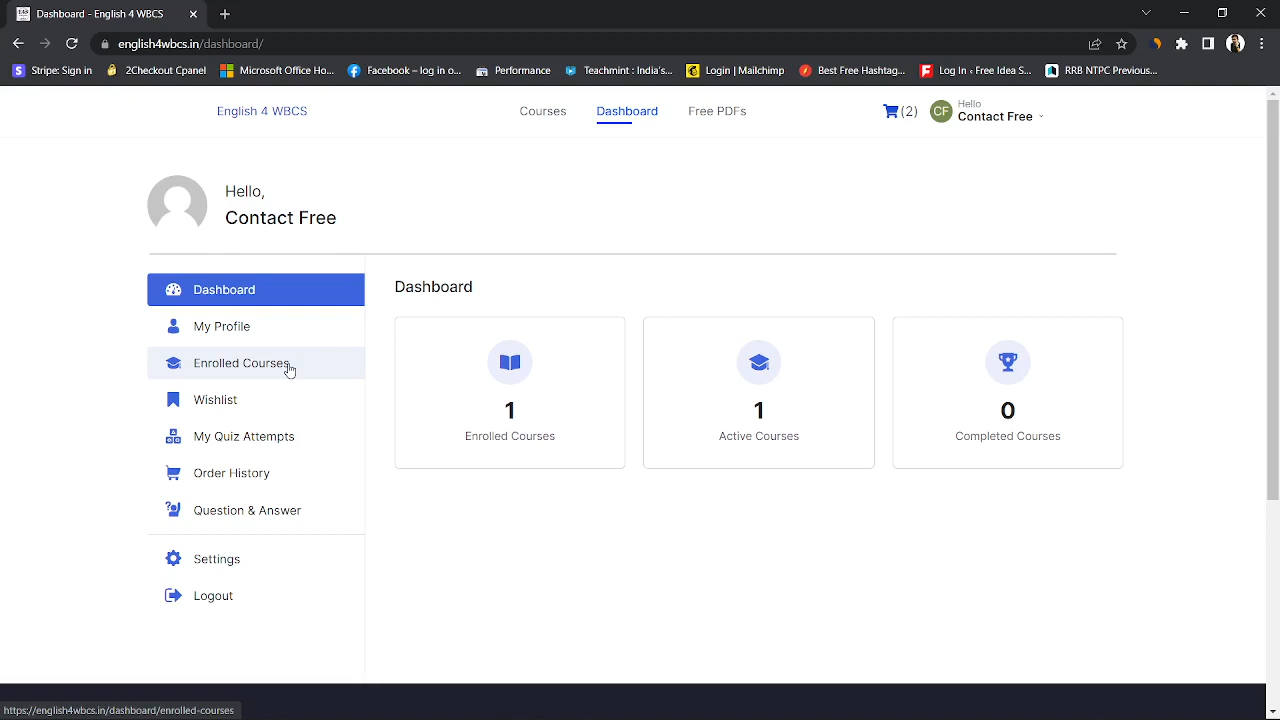 Dashboard - English 4 WBCS
english4wbcs.in/dashboard/
Stripe: Sign in
2Checkout Cpanel
Microsoft Office Ho...
Facebook – log in o...
Performance
Teachmint : India's...
Login | Mailchimp
Best Free Hashtag...
Log In ‹ Free Idea S...
RRB NTPC Previous...
English 4 WBCS
Courses
Dashboard
Free PDFs
(2)
CF
Hello
Contact Free
Hello,
Contact Free
Dashboard
My Profile
Enrolled Courses
Wishlist
My Quiz Attempts
Order History
Question & Answer
Settings
Logout
Dashboard
1
Enrolled Courses
1
Active Courses
0
Completed Courses
https://english4wbcs.in/dashboard/enrolled-courses